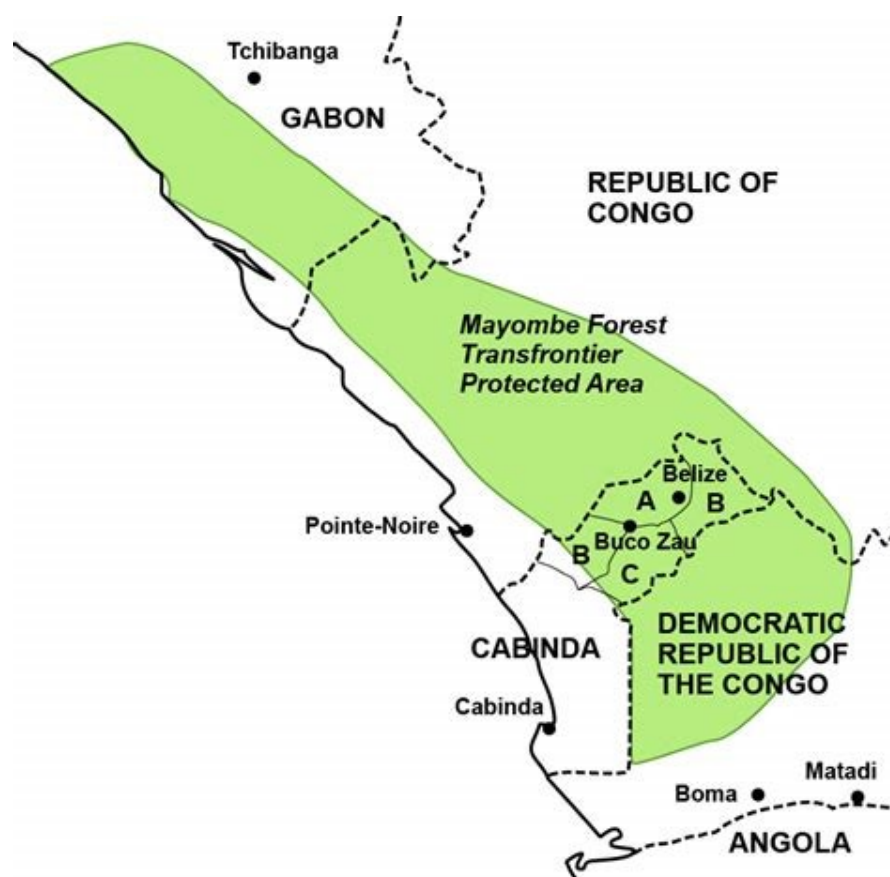 Tchibanga
GABON
REPUBLIC OF
CONGO
Mayombe Forest
Transfrontier
Protected Area
Belize
A
B
Pointe-Noire
Buco Zau
B
C
DEMOCRATIC
REPUBLIC OF
THE CONGO
CABINDA
Cabinda
Matadi
Boma
ANGOLA